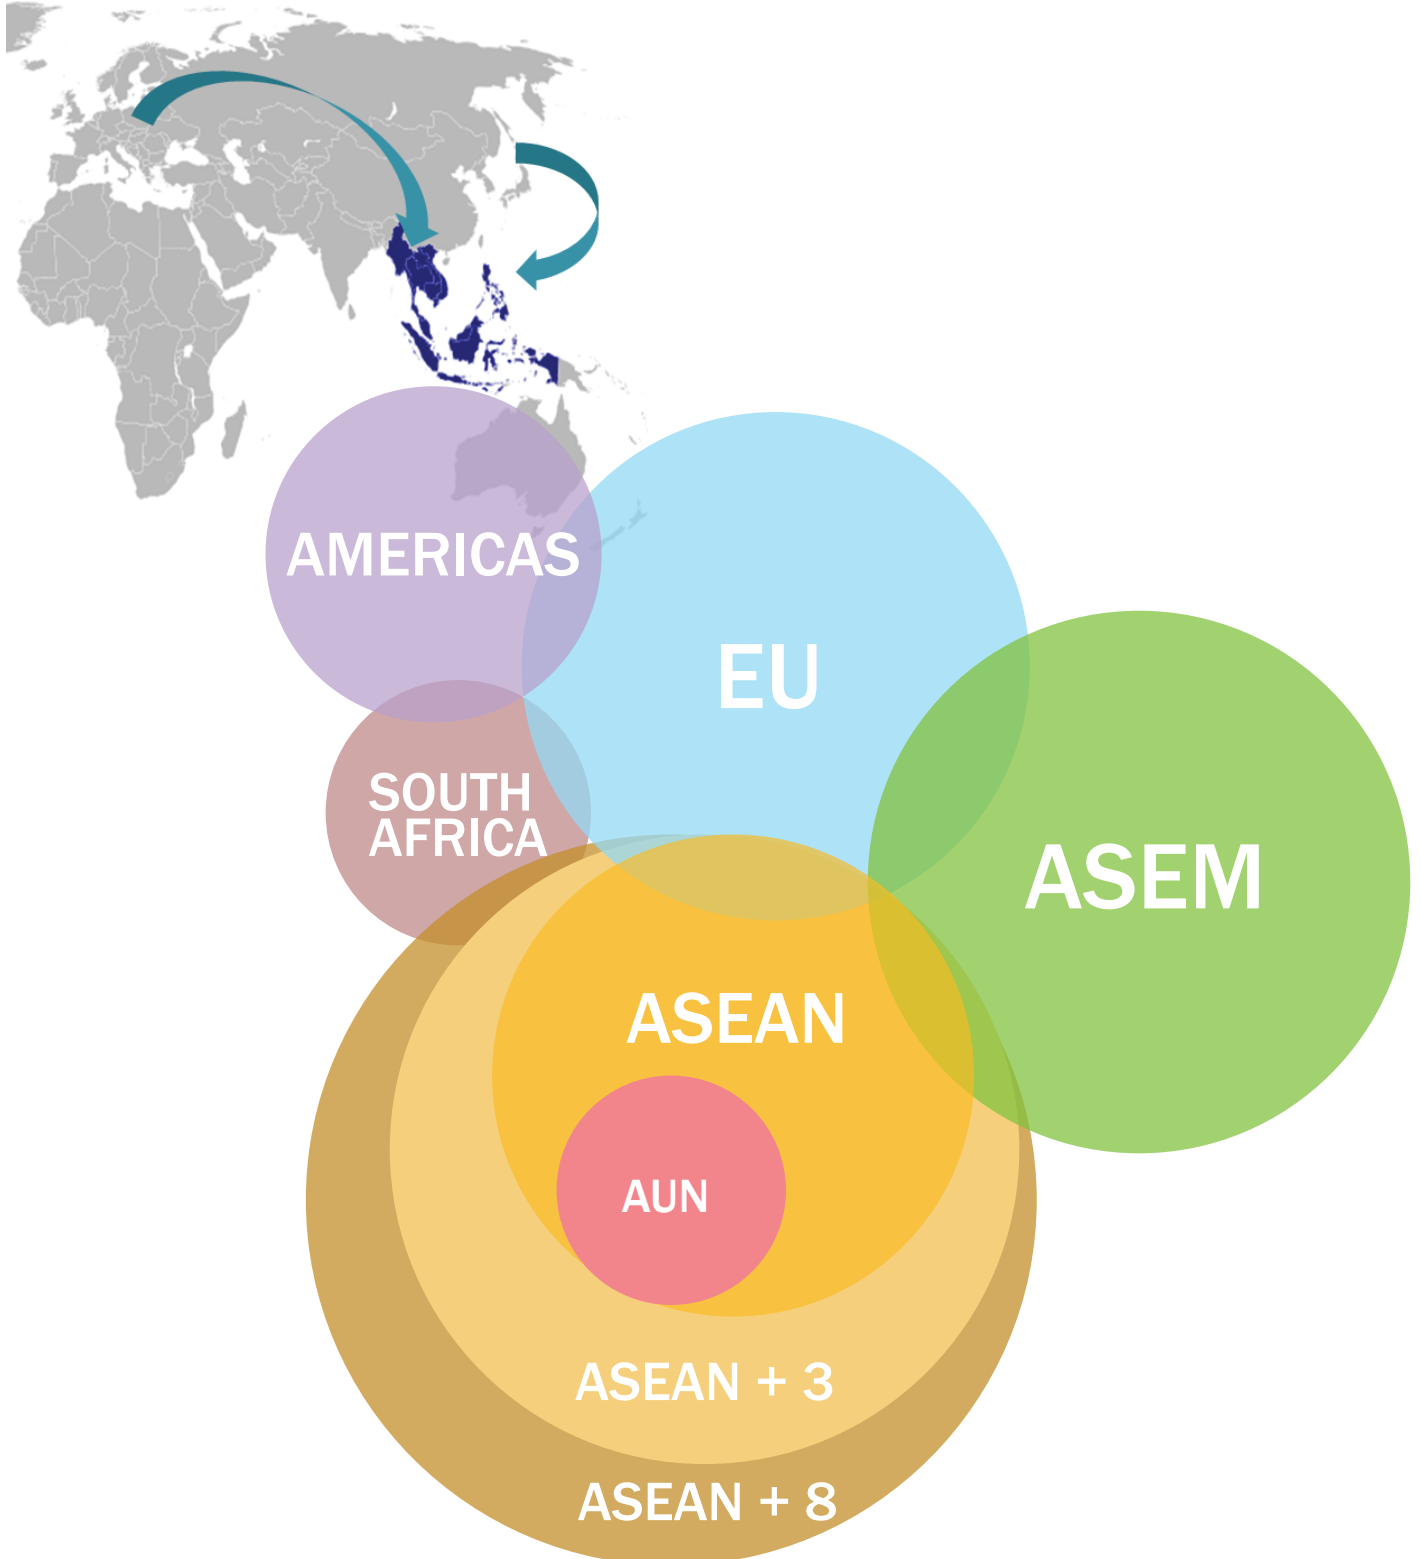 AMERICAS
EU
SOUTH
AFRICA
ASEM
ASEAN
AUN
ASEAN + 3
ASEAN + 8